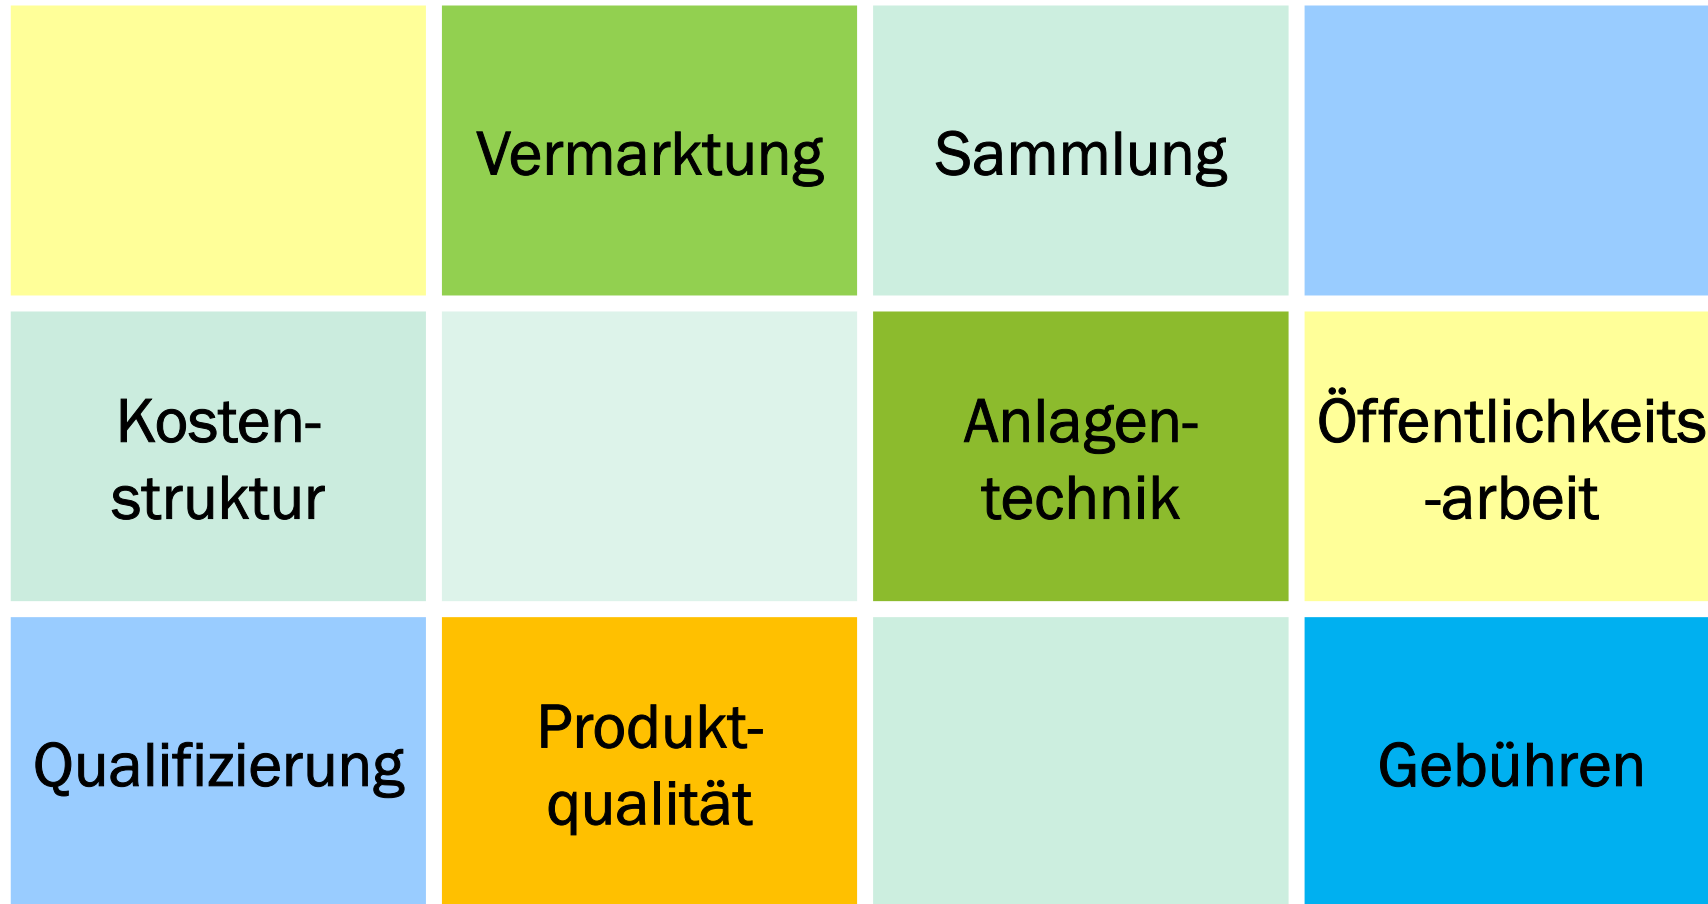 Vermarktung
Sammlung
Kosten-
struktur
Anlagen-
technik
Öffentlichkeits
-arbeit
Qualifizierung
Produkt-
qualität
Gebühren